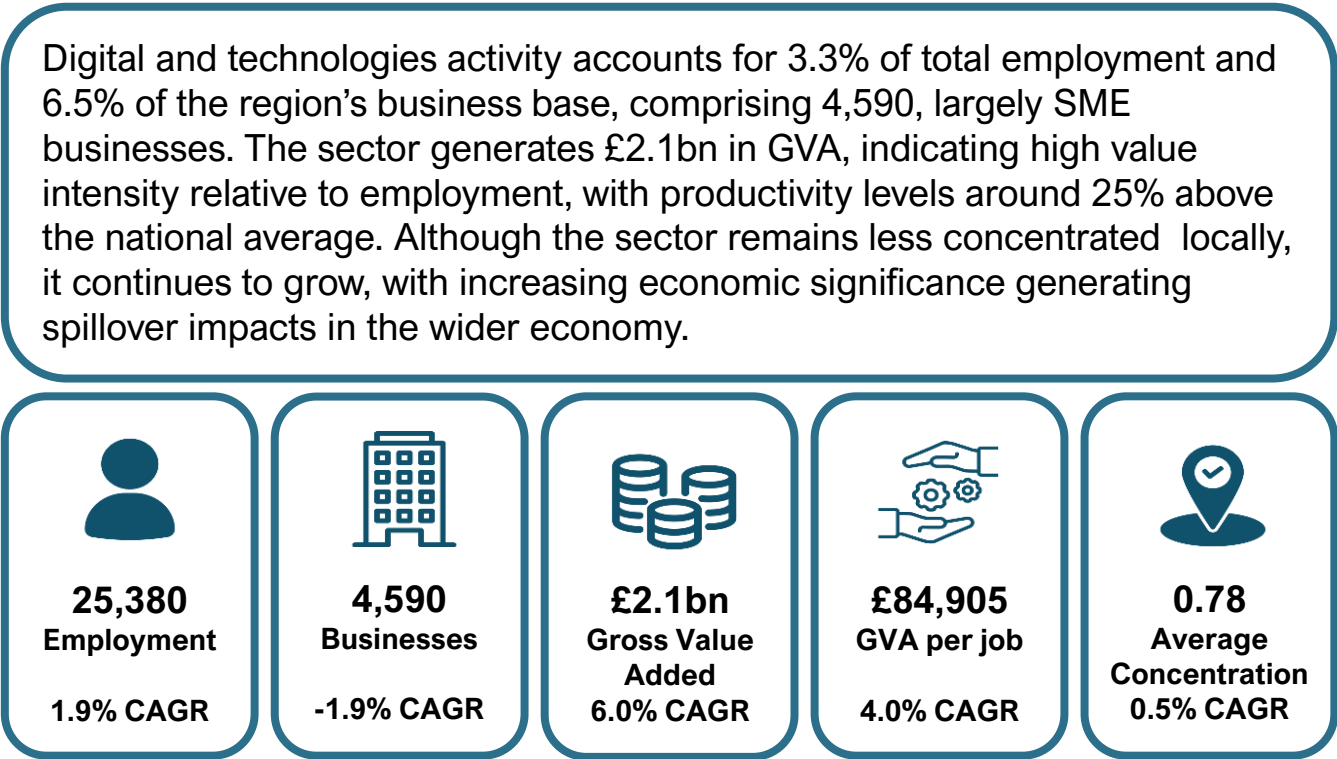 Digital and technologies activity accounts for 3.3% of total employment and
6.5% of the region's business base, comprising 4,590, largely SME
businesses. The sector generates £2.1bn in GVA, indicating high value
intensity relative to employment, with productivity levels around 25% above
the national average. Although the sector remains less concentrated  locally,
it continues to grow, with increasing economic significance generating
spillover impacts in the wider economy.
25,380
Employment
1.9% CAGR
4,590
Businesses
-1.9% CAGR
£2.1bn
Gross Value
Added
6.0% CAGR
£84,905
GVA per job
4.0% CAGR
0.78
Average
Concentration
0.5% CAGR